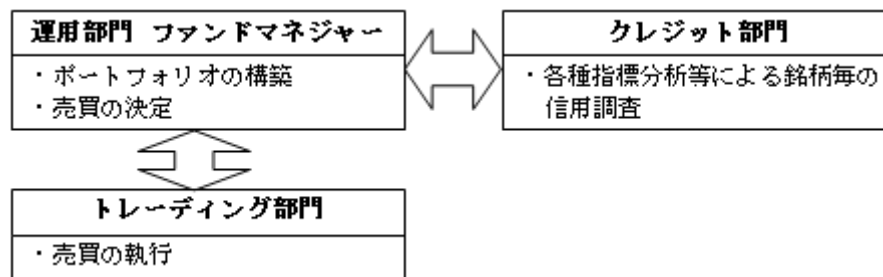 運用部門 ファンドマネジャー
・ポートフォリオの構築
・売買の決定
クレジット部門
・各種指標分析等による銘柄毎の
信用調査
トレーディング部門
・売買の執行